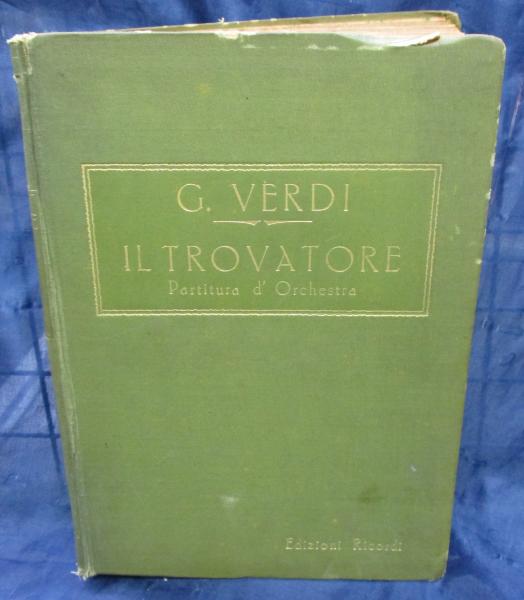 G. VERDI
IL TROVATORE
Partitura d' Orchestra
Edizioni Ricordi